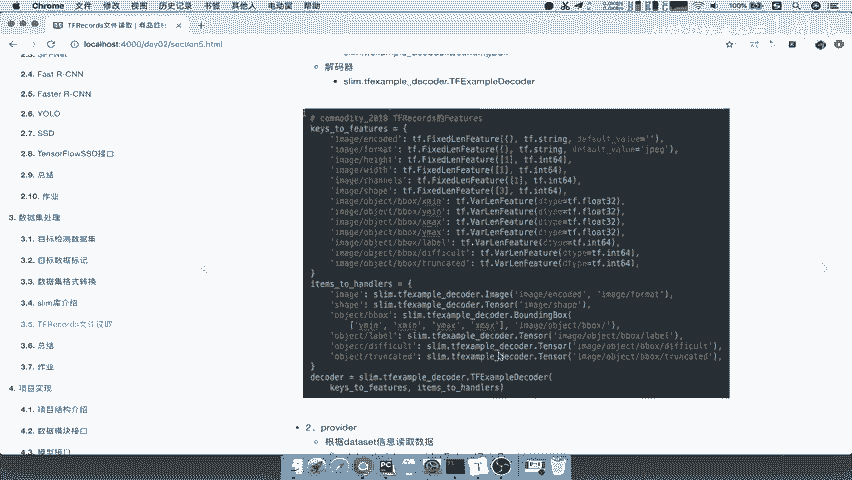 Chrome 文件 修改 视图 历史记录 书签 其他人 电动窗 帮助
100%
TFRecords文件读取
localhost:4000/day02/section5.html
2.4. Fast R-CNN
2.5. Faster R-CNN
2.6. YOLO
2.7. SSD
2.8. TensorFlowSSD接口
2.9. 总结
2.10. 作业
3. 数据集处理
3.1. 目标检测数据集
3.2. 目标数据标记
3.3. 数据集格式转换
3.4. slim库介绍
3.5. TFRecords文件读取
3.6. 总结
3.7. 作业
4. 项目实现
4.1. 项目结构介绍
4.2. 数据模块接口
4.3. 模型接口
解码器
slim.tfexample_decoder.TFExampleDecoder
# commodity_2018 TFRecords的Features
keys_to_features = {
'image/encoded': tf.FixedLenFeature((), tf.string, default_value=''),
'image/format': tf.FixedLenFeature((), tf.string, default_value='jpeg'),
'image/height': tf.FixedLenFeature([1], tf.int64),
'image/width': tf.FixedLenFeature([1], tf.int64),
'image/channels': tf.FixedLenFeature([1], tf.int64),
'image/shape': tf.FixedLenFeature([3], tf.int64),
'image/object/bbox/xmin': tf.VarLenFeature(dtype=tf.float32),
'image/object/bbox/ymin': tf.VarLenFeature(dtype=tf.float32),
'image/object/bbox/xmax': tf.VarLenFeature(dtype=tf.float32),
'image/object/bbox/ymax': tf.VarLenFeature(dtype=tf.float32),
'image/object/bbox/label': tf.VarLenFeature(dtype=tf.int64),
'image/object/bbox/difficult': tf.VarLenFeature(dtype=tf.int64),
'image/object/bbox/truncated': tf.VarLenFeature(dtype=tf.int64),
}
items_to_handlers = {
'image': slim.tfexample_decoder.Image('image/encoded', 'image/format'),
'shape': slim.tfexample_decoder.Tensor('image/shape'),
'object/bbox': slim.tfexample_decoder.BoundingBox(
['ymin', 'xmin', 'ymax', 'xmax'], 'image/object/bbox/'),
'object/label': slim.tfexample_decoder.Tensor('image/object/bbox/label'),
'object/difficult': slim.tfexample_decoder.Tensor('image/object/bbox/difficult'),
'object/truncated': slim.tfexample_decoder.Tensor('image/object/bbox/truncated'),
}
decoder = slim.tfexample_decoder.TFExampleDecoder(
keys_to_features, items_to_handlers)
2、provider
根据dataset信息读取数据